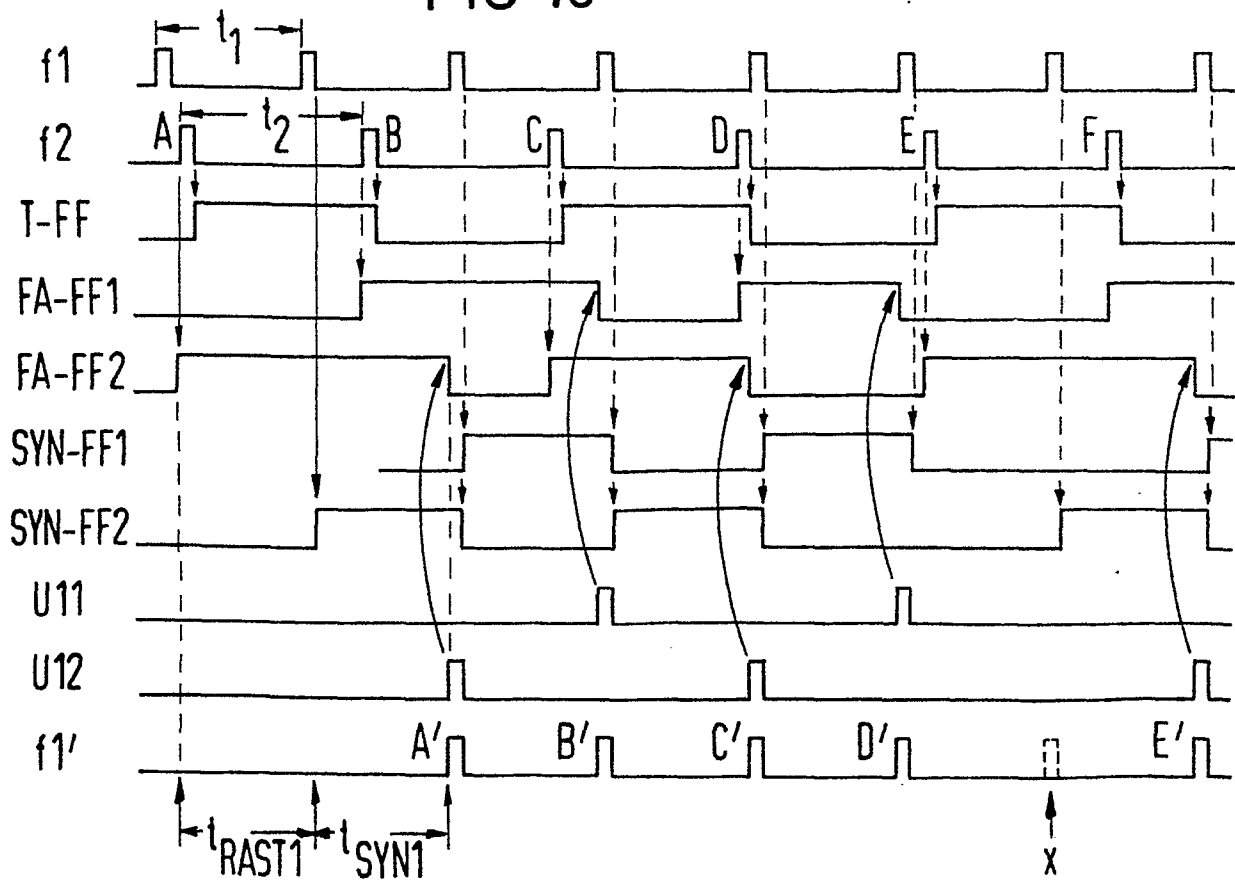 t1
f1
t2
f2 A B C D E F
T-FF
FA-FF1
FA-FF2
SYN-FF1
SYN-FF2
U11
U12
f1′ A′ B′ C′ D′ E′
tRAST1 tSYN1 x